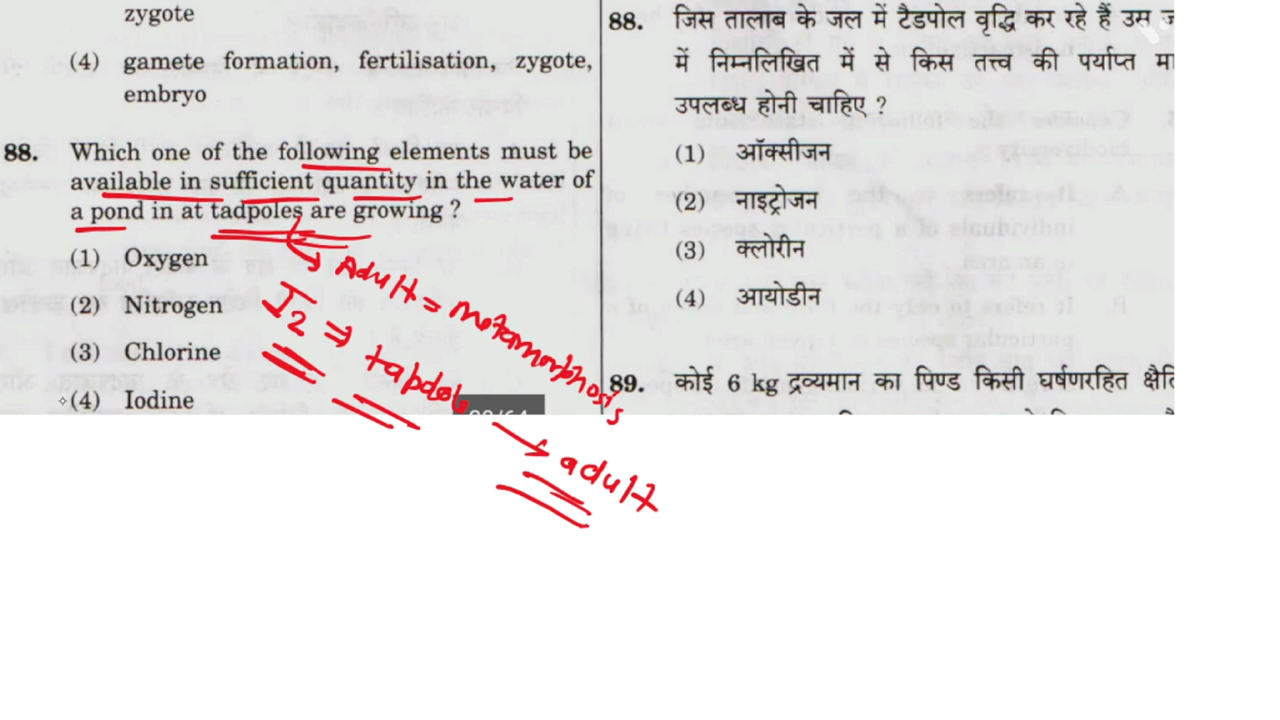 zygote
(4) gamete formation, fertilisation, zygote,
embryo
88. Which one of the following elements must be
available in sufficient quantity in the water of
a pond in at tadpoles are growing ?
(1) Oxygen
(2) Nitrogen
(3) Chlorine
(4) Iodine
Adult = metamorphosis
I2 ⇒ tapdole
→ adult
88. जिस तालाब के जल में टैडपोल वृद्धि कर रहे हैं उस
में निम्नलिखित में से किस तत्त्व की पर्याप्त
उपलब्ध होनी चाहिए ?
(1) ऑक्सीजन
(2) नाइट्रोजन
(3) क्लोरीन
(4) आयोडीन
89. कोई 6 kg द्रव्यमान का पिण्ड किसी घर्षणरहित